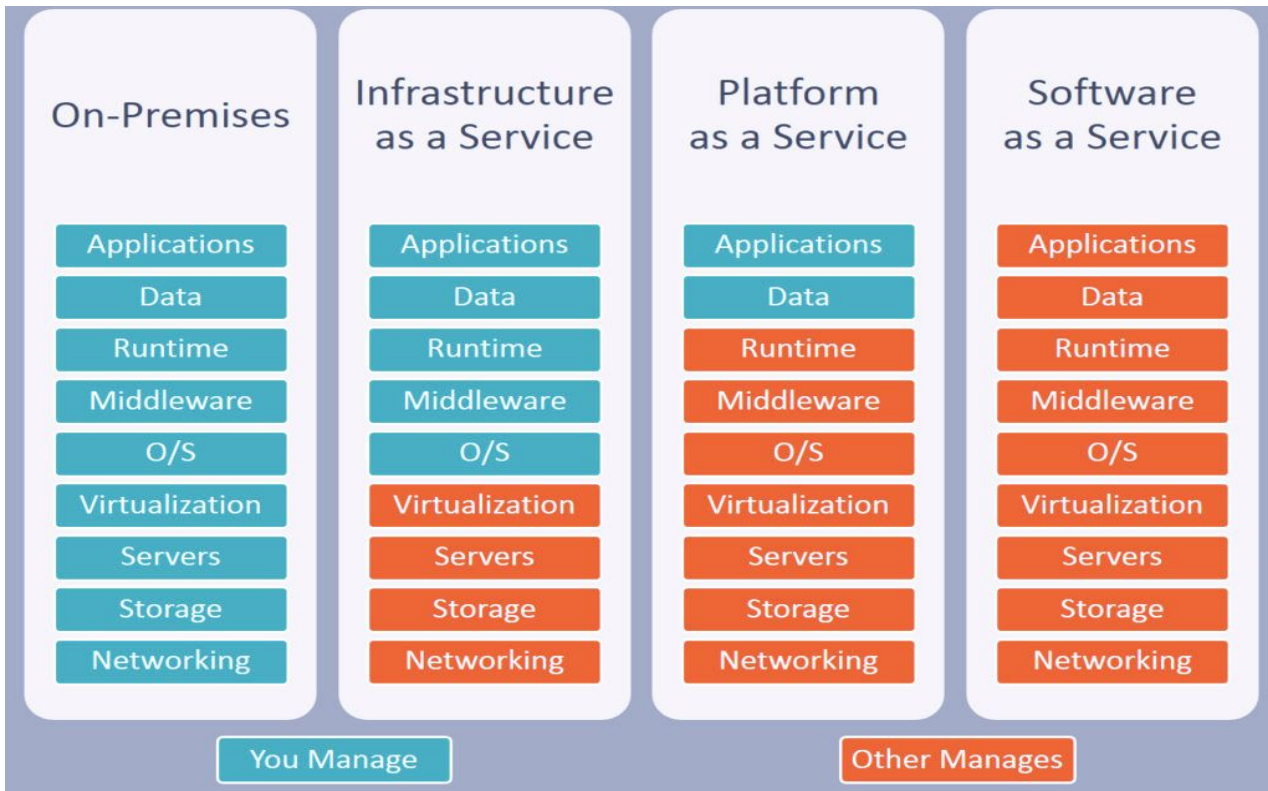 On-Premises
Applications
Data
Runtime
Middleware
O/S
Virtualization
Servers
Storage
Networking
Infrastructure
as a Service
Applications
Data
Runtime
Middleware
O/S
Virtualization
Servers
Storage
Networking
Platform
as a Service
Applications
Data
Runtime
Middleware
O/S
Virtualization
Servers
Storage
Networking
Software
as a Service
Applications
Data
Runtime
Middleware
O/S
Virtualization
Servers
Storage
Networking
You Manage
Other Manages